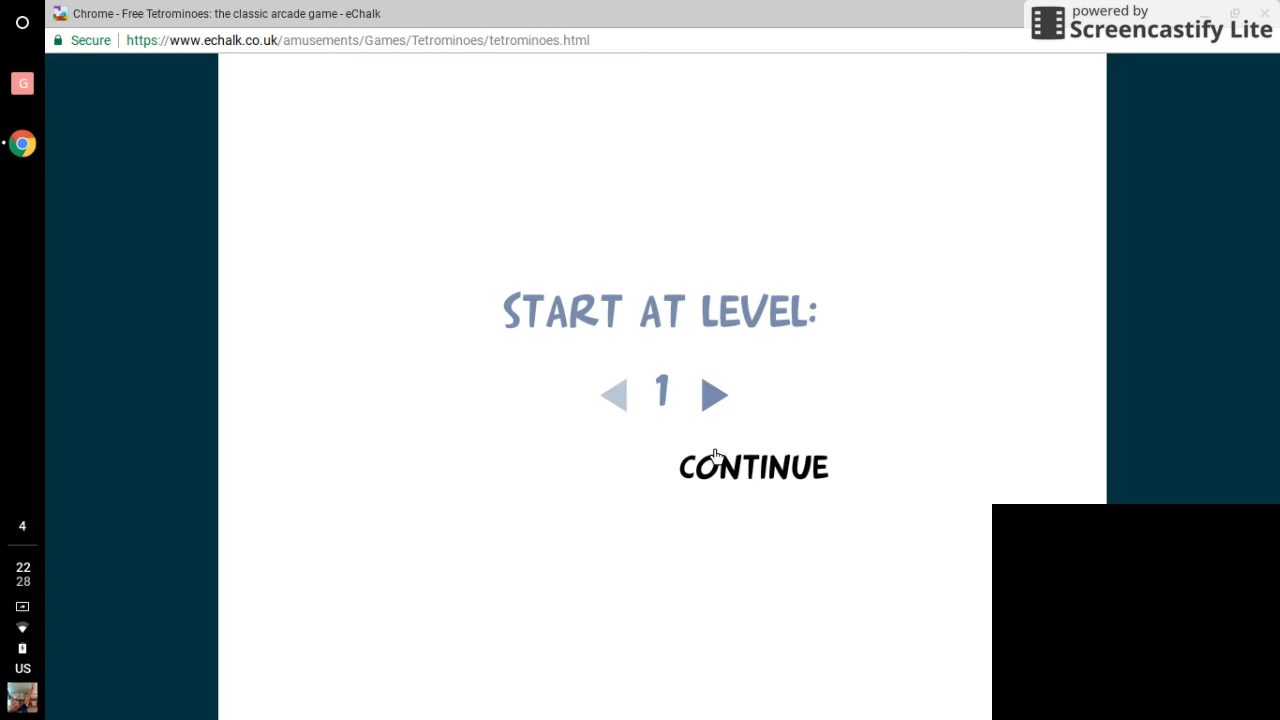 Chrome - Free Tetrominoes: the classic arcade game - eChalk
powered by
Screencastify Lite
Secure
https://www.echalk.co.uk/amusements/Games/Tetrominoes/tetrominoes.html
G
START AT LEVEL:
1
CONTINUE
4
22
28
US